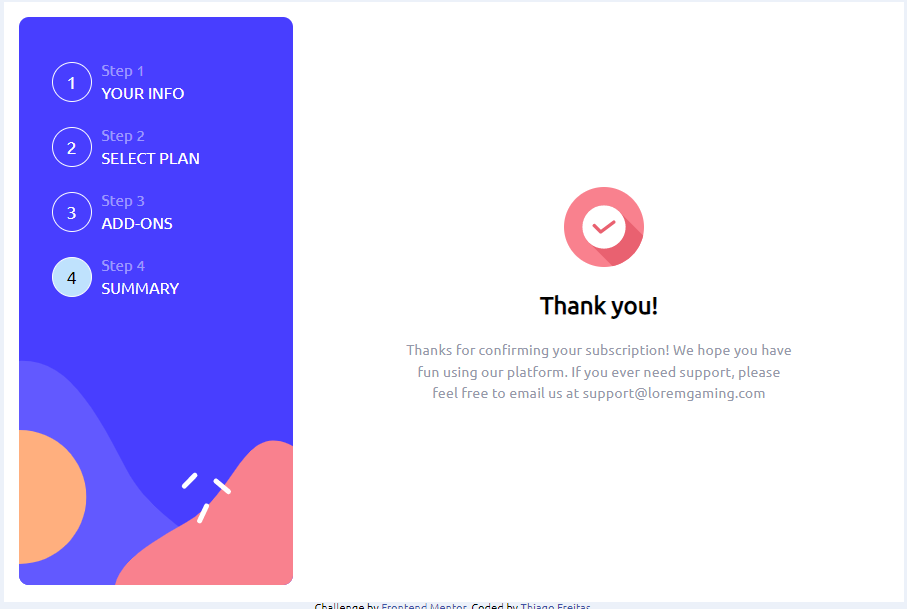 1
Step 1
YOUR INFO
2
Step 2
SELECT PLAN
3
Step 3
ADD-ONS
4
Step 4
SUMMARY
Thank you!
Thanks for confirming your subscription! We hope you have
fun using our platform. If you ever need support, please
feel free to email us at support@loremgaming.com
Challenge by Frontend Mentor. Coded by Thiago Freitas.